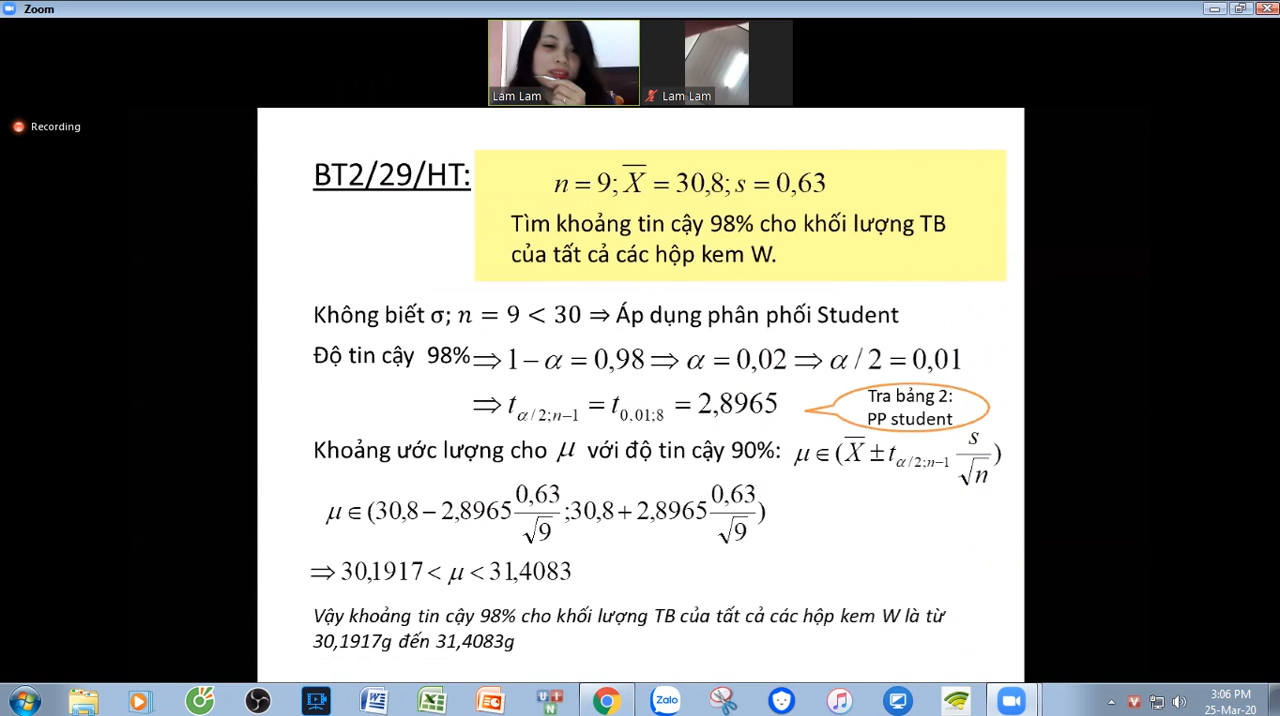 Zoom
Lam Lam
Lam Lam
Recording
BT2/29/HT:
n = 9; X̅ = 30,8; s = 0,63
Tìm khoảng tin cậy 98% cho khối lượng TB
của tất cả các hộp kem W.
Không biết σ; n = 9 < 30 ⇒ Áp dụng phân phối Student
Độ tin cậy 98% ⇒ 1 − α = 0,98 ⇒ α = 0,02 ⇒ α / 2 = 0,01
⇒ t_{α/2;n−1} = t_{0,01;8} = 2,8965
Tra bảng 2:
PP student
Khoảng ước lượng cho μ với độ tin cậy 90%: μ ∈ (X̅ ± t_{α/2;n−1} s/√n)
μ ∈ (30,8 − 2,8965 0,63/√9 ; 30,8 + 2,8965 0,63/√9)
⇒ 30,1917 < μ < 31,4083
Vậy khoảng tin cậy 98% cho khối lượng TB của tất cả các hộp kem W là từ
30,1917g đến 31,4083g
Zalo
3:06 PM
25-Mar-20